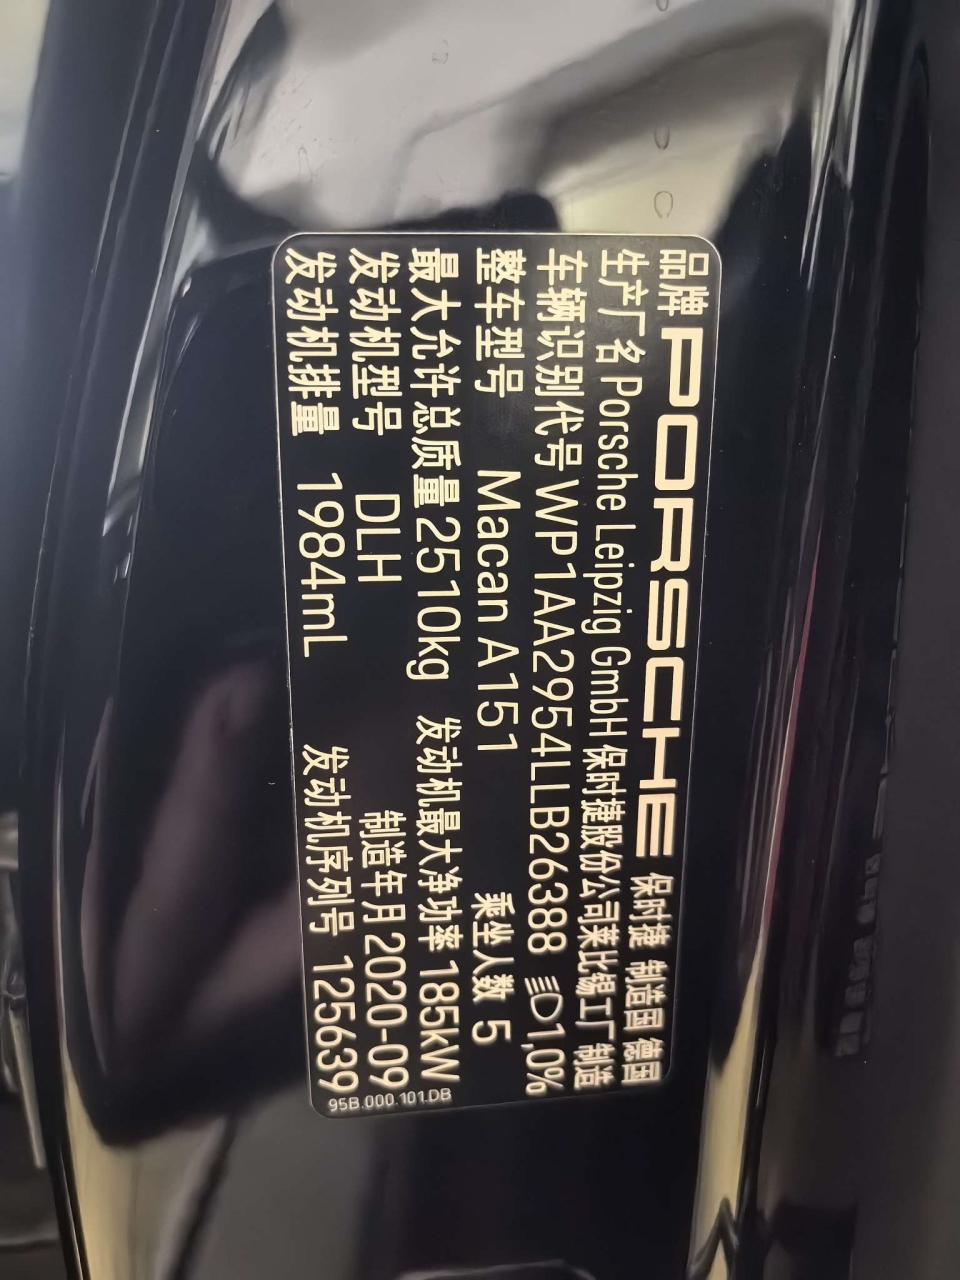 品牌 PORSCHE 保时捷 制造国 德国
生产厂名 Porsche Leipzig GmbH 保时捷股份公司莱比锡工厂制造
车辆识别代号 WP1AA2954LLB26388 1,0%
整车型号 Macan A151 乘坐人数 5
最大允许总质量 2510kg 发动机最大净功率 185kW
发动机型号 DLH 制造年月 2020-09
发动机排量 1984mL 发动机序列号 125639
95B.000.101.DB